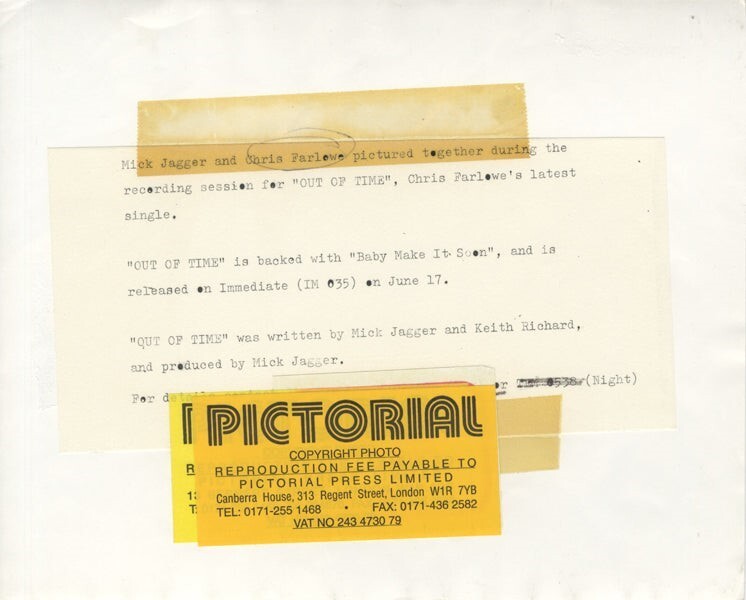 Mick Jagger and Chris Farlowe pictured together during the
recording session for "OUT OF TIME", Chris Farlowe's latest
single.
"OUT OF TIME" is backed with "Baby Make It Soon", and is
released on Immediate (IM 035) on June 17.
"OUT OF TIME" was written by Mick Jagger and Keith Richard,
and produced by Mick Jagger.
For or 0538 (Night)
PICTORIAL
COPYRIGHT PHOTO
REPRODUCTION FEE PAYABLE TO
PICTORIAL PRESS LIMITED
Canberra House, 313 Regent Street, London W1R 7YB
TEL: 0171-255 1468 • FAX: 0171-436 2582
VAT NO 243 4730 79